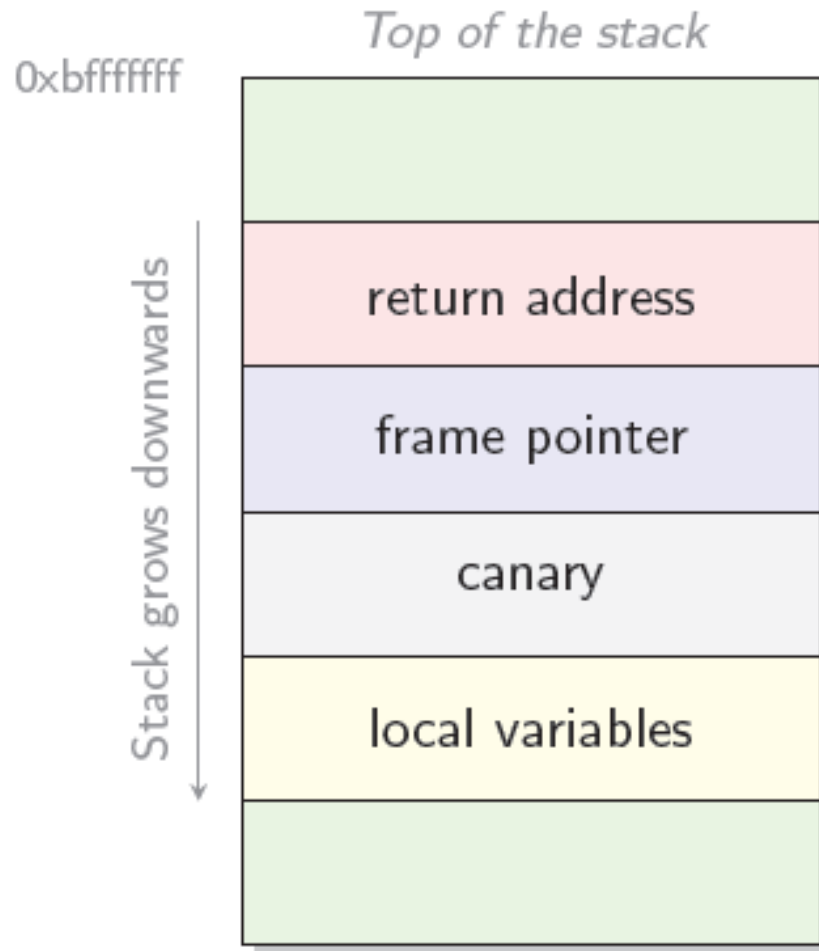 Top of the stack
0xbfffffff
return address
frame pointer
canary
local variables
Stack grows downwards